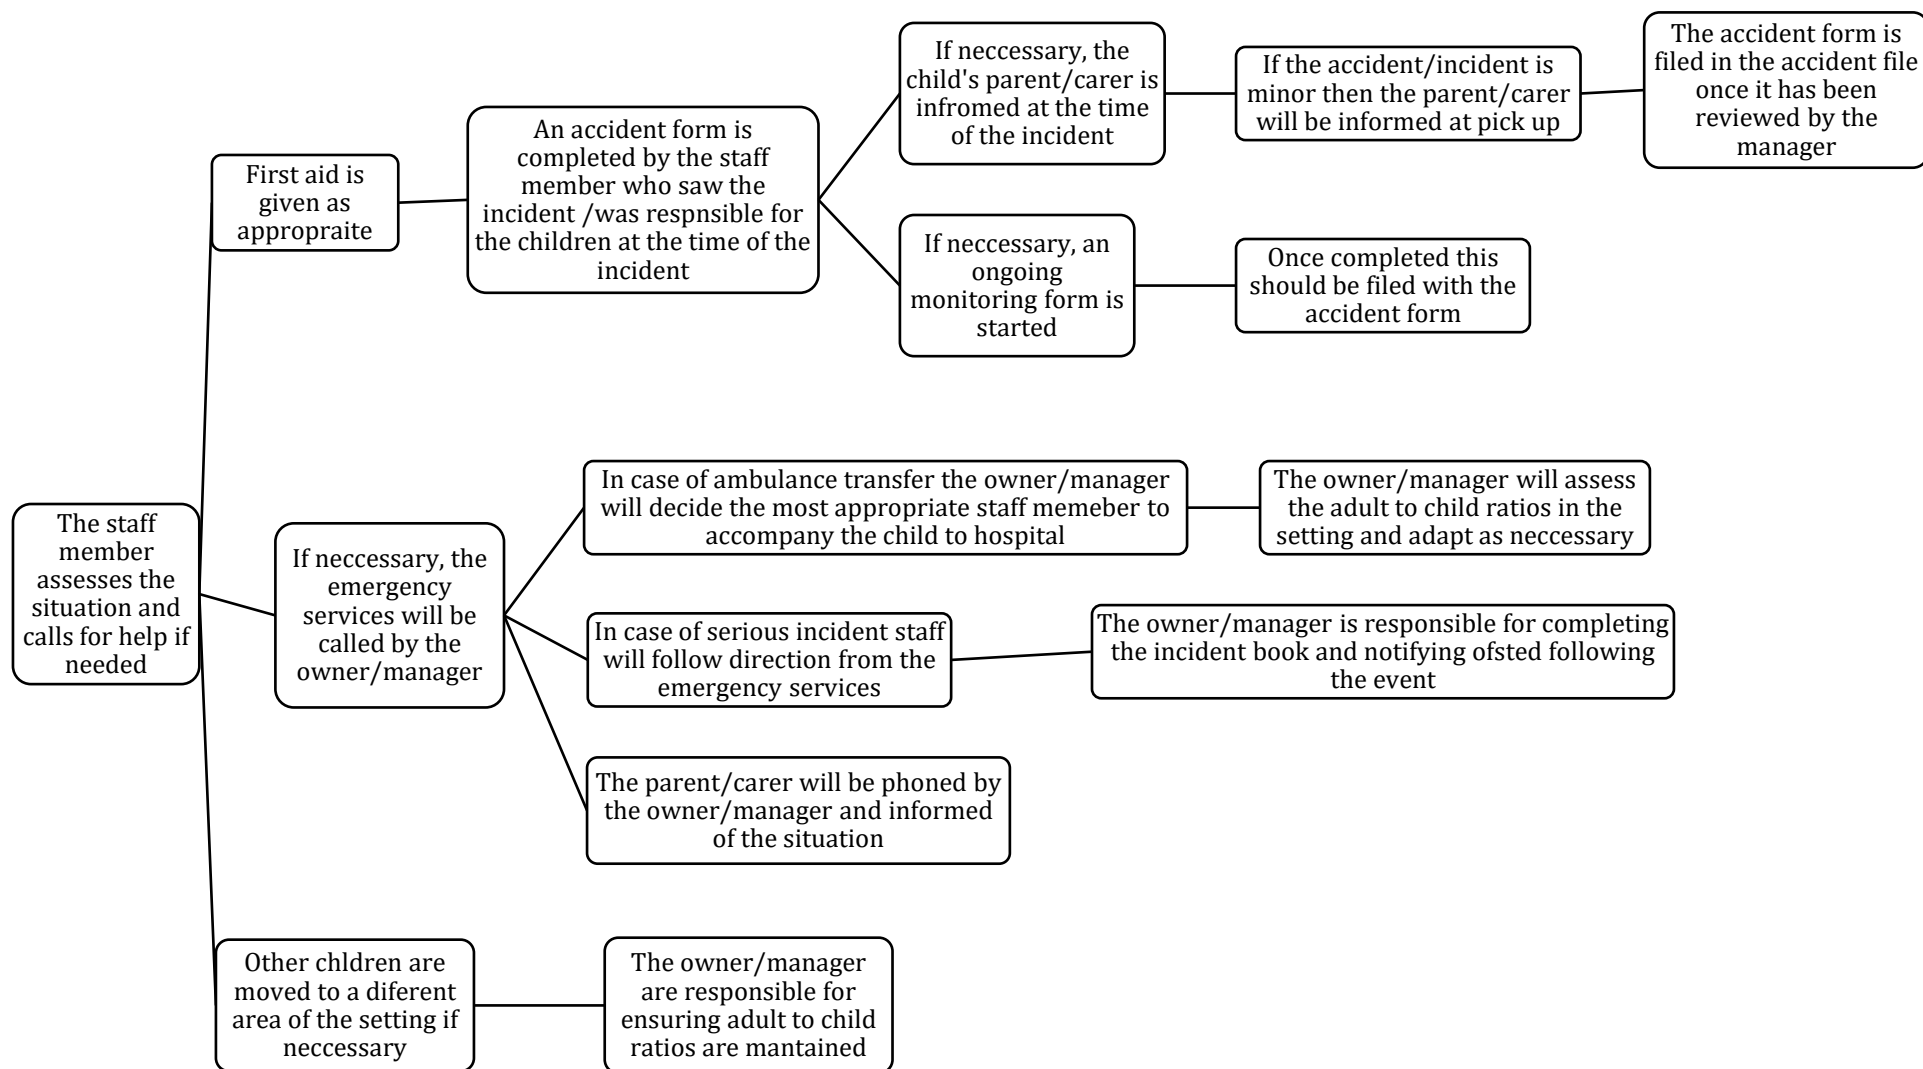 The staff
member
assesses the
situation and
calls for help if
needed
First aid is
given as
appropraite
An accident form is
completed by the staff
member who saw the
incident /was respnsible for
the children at the time of the
incident
If neccessary, the
child's parent/carer is
infromed at the time
of the incident
If the accident/incident is
minor then the parent/carer
will be informed at pick up
The accident form is
filed in the accident file
once it has been
reviewed by the
manager
If neccessary, an
ongoing
monitoring form is
started
Once completed this
should be filed with the
accident form
If neccessary, the
emergency
services will be
called by the
owner/manager
In case of ambulance transfer the owner/manager
will decide the most appropriate staff memeber to
accompany the child to hospital
The owner/manager will assess
the adult to child ratios in the
setting and adapt as neccessary
In case of serious incident staff
will follow direction from the
emergency services
The owner/manager is responsible for completing
the incident book and notifying ofsted following
the event
The parent/carer will be phoned by
the owner/manager and informed
of the situation
Other chldren are
moved to a diferent
area of the setting if
neccessary
The owner/manager
are responsible for
ensuring adult to child
ratios are mantained